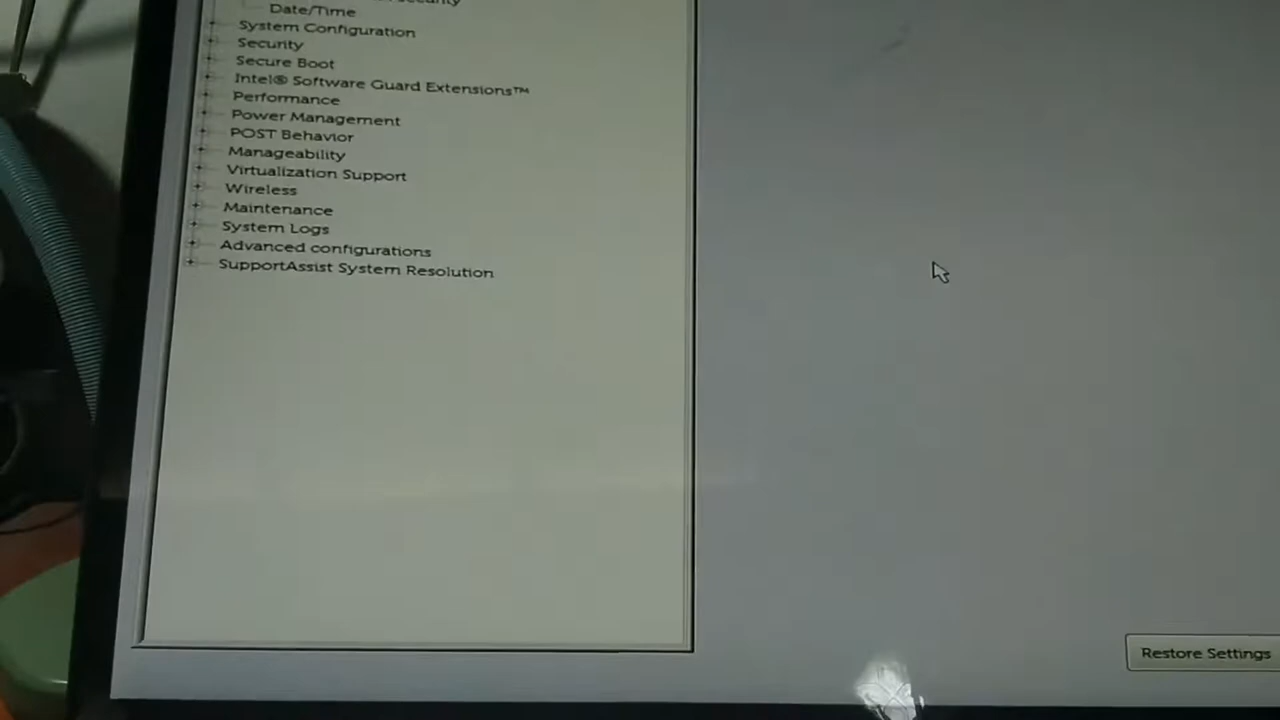 Date/Time
System Configuration
Security
Secure Boot
Intel® Software Guard Extensions™
Performance
Power Management
POST Behavior
Manageability
Virtualization Support
Wireless
Maintenance
System Logs
Advanced configurations
SupportAssist System Resolution
Restore Settings